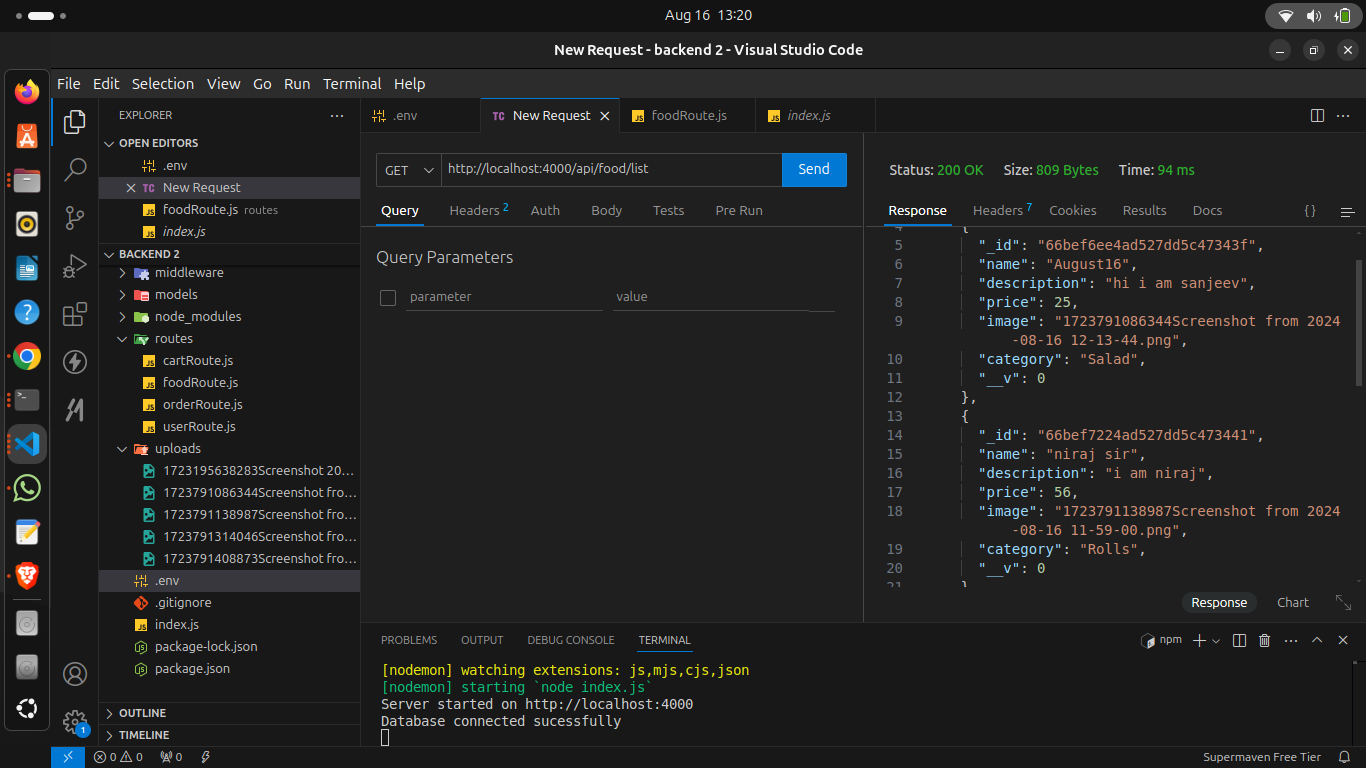 Aug 16 13:20
New Request - backend 2 - Visual Studio Code
File Edit Selection View Go Run Terminal Help
EXPLORER
OPEN EDITORS
.env
TC New Request
JS foodRoute.js routes
JS index.js
BACKEND 2
middleware
models
node_modules
routes
JS cartRoute.js
JS foodRoute.js
JS orderRoute.js
JS userRoute.js
uploads
1723195638283Screenshot 20...
1723791086344Screenshot fro...
1723791138987Screenshot fro...
1723791314046Screenshot fro...
1723791408873Screenshot fro...
.env
.gitignore
JS index.js
package-lock.json
package.json
OUTLINE
TIMELINE
.env TC New Request JS foodRoute.js JS index.js
GET http://localhost:4000/api/food/list Send
Query Headers 2 Auth Body Tests Pre Run
Query Parameters
parameter value
Status: 200 OK Size: 809 Bytes Time: 94 ms
Response Headers 7 Cookies Results Docs { }
4 {
5 "_id": "66bef6ee4ad527dd5c47343f",
6 "name": "August16",
7 "description": "hi i am sanjeev",
8 "price": 25,
9 "image": "1723791086344Screenshot from 2024
-08-16 12-13-44.png",
10 "category": "Salad",
11 "__v": 0
12 },
13 {
14 "_id": "66bef7224ad527dd5c473441",
15 "name": "niraj sir",
16 "description": "i am niraj",
17 "price": 56,
18 "image": "1723791138987Screenshot from 2024
-08-16 11-59-00.png",
19 "category": "Rolls",
20 "__v": 0
21 }
Response Chart
PROBLEMS OUTPUT DEBUG CONSOLE TERMINAL npm
[nodemon] watching extensions: js,mjs,cjs,json
[nodemon] starting `node index.js`
Server started on http://localhost:4000
Database connected sucessfully
1
0 0 0 Supermaven Free Tier